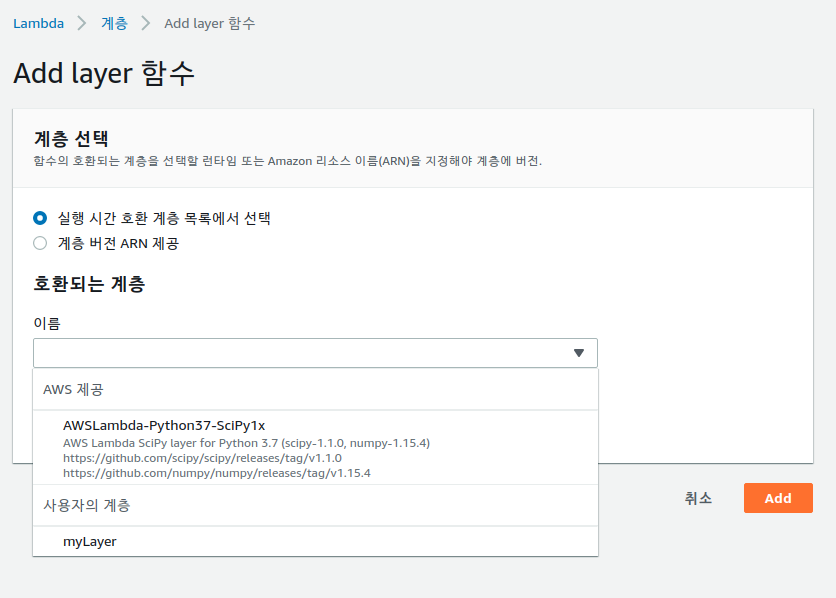 Lambda > 계층 > Add layer 함수
Add layer 함수
계층 선택
함수의 호환되는 계층을 선택할 런타임 또는 Amazon 리소스 이름(ARN)을 지정해야 계층에 버전.
실행 시간 호환 계층 목록에서 선택
계층 버전 ARN 제공
호환되는 계층
이름
AWS 제공
AWSLambda-Python37-SciPy1x
AWS Lambda SciPy layer for Python 3.7 (scipy-1.1.0, numpy-1.15.4)
https://github.com/scipy/scipy/releases/tag/v1.1.0
https://github.com/numpy/numpy/releases/tag/v1.15.4
사용자의 계층
취소
Add
myLayer